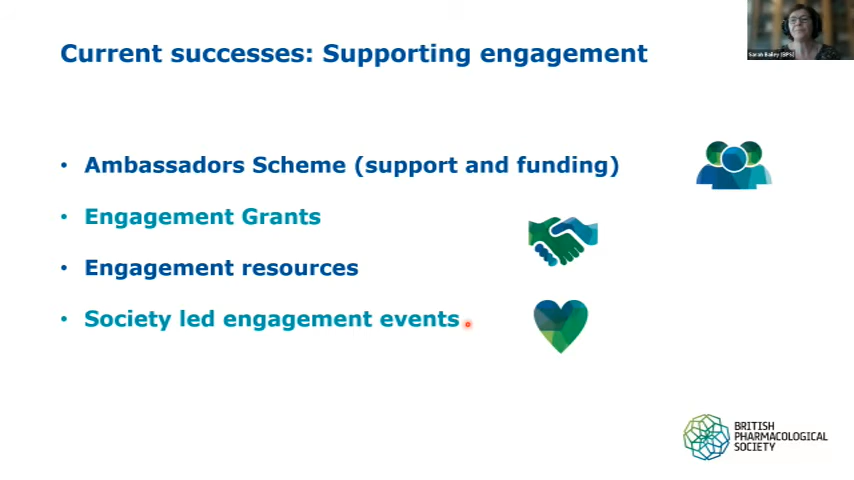 Current successes: Supporting engagement
Sarah Bailey (BPS)
• Ambassadors Scheme (support and funding)
• Engagement Grants
• Engagement resources
• Society led engagement events
BRITISH
PHARMACOLOGICAL
SOCIETY